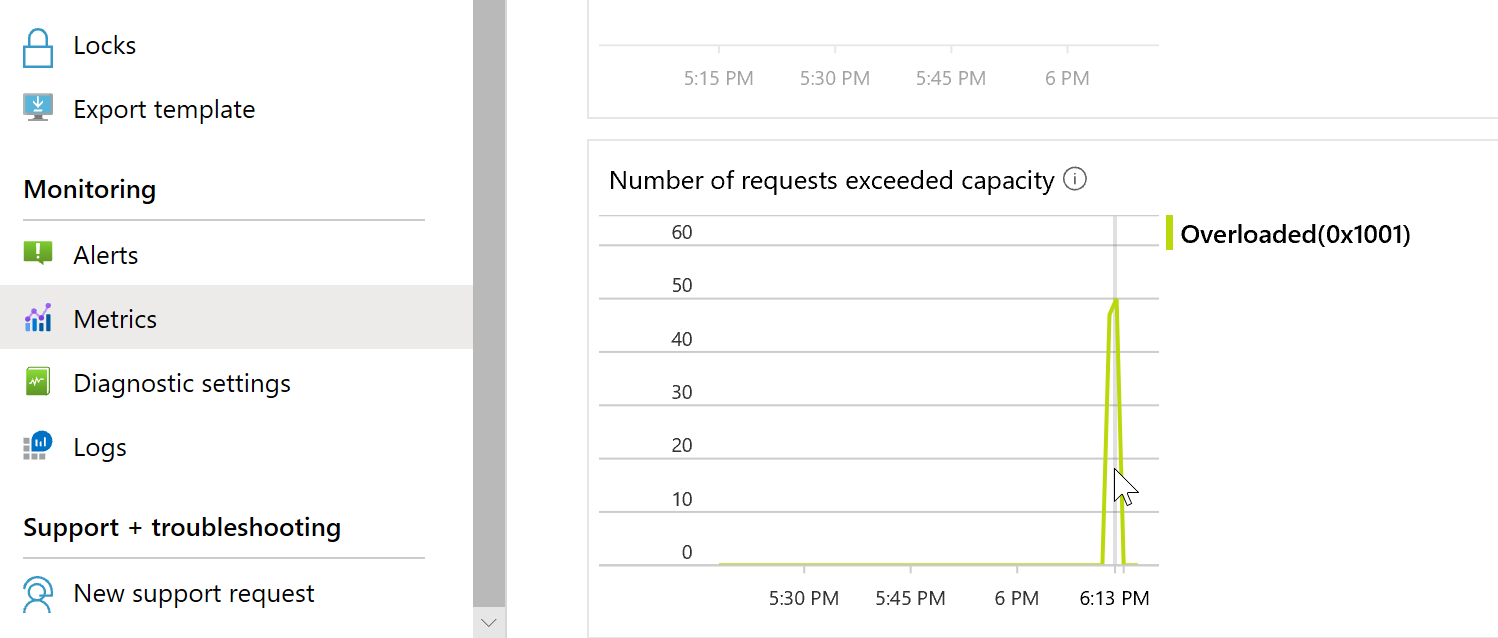 Locks
Export template
Monitoring
Alerts
Metrics
Diagnostic settings
Logs
Support + troubleshooting
New support request
5:15 PM 5:30 PM 5:45 PM 6 PM
Number of requests exceeded capacity
60
50
40
30
20
10
0
5:30 PM 5:45 PM 6 PM 6:13 PM
Overloaded(0x1001)